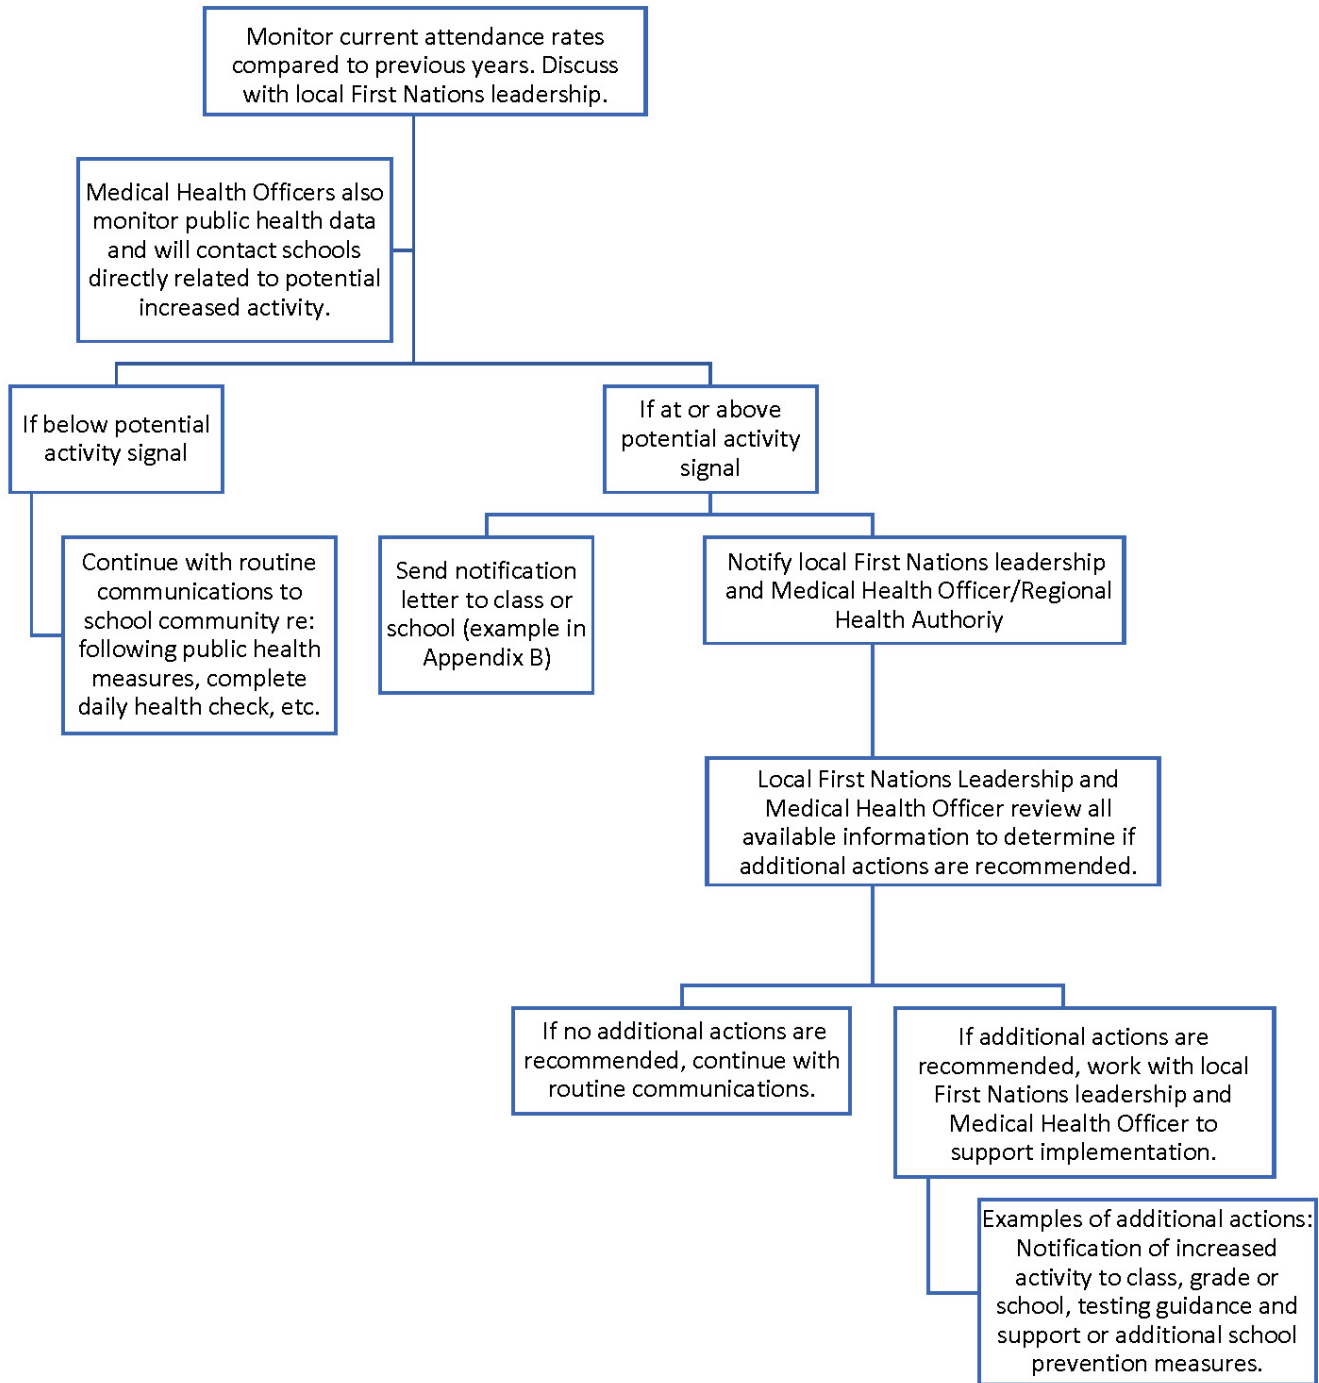 Monitor current attendance rates
compared to previous years. Discuss
with local First Nations leadership.
Medical Health Officers also
monitor public health data
and will contact schools
directly related to potential
increased activity.
If below potential
activity signal
If at or above
potential activity
signal
Continue with routine
communications to
school community re:
following public health
measures, complete
daily health check, etc.
Send notification
letter to class or
school (example in
Appendix B)
Notify local First Nations leadership
and Medical Health Officer/Regional
Health Authoriy
Local First Nations Leadership and
Medical Health Officer review all
available information to determine if
additional actions are recommended.
If no additional actions are
recommended, continue with
routine communications.
If additional actions are
recommended, work with local
First Nations leadership and
Medical Health Officer to
support implementation.
Examples of additional actions:
Notification of increased
activity to class, grade or
school, testing guidance and
support or additional school
prevention measures.